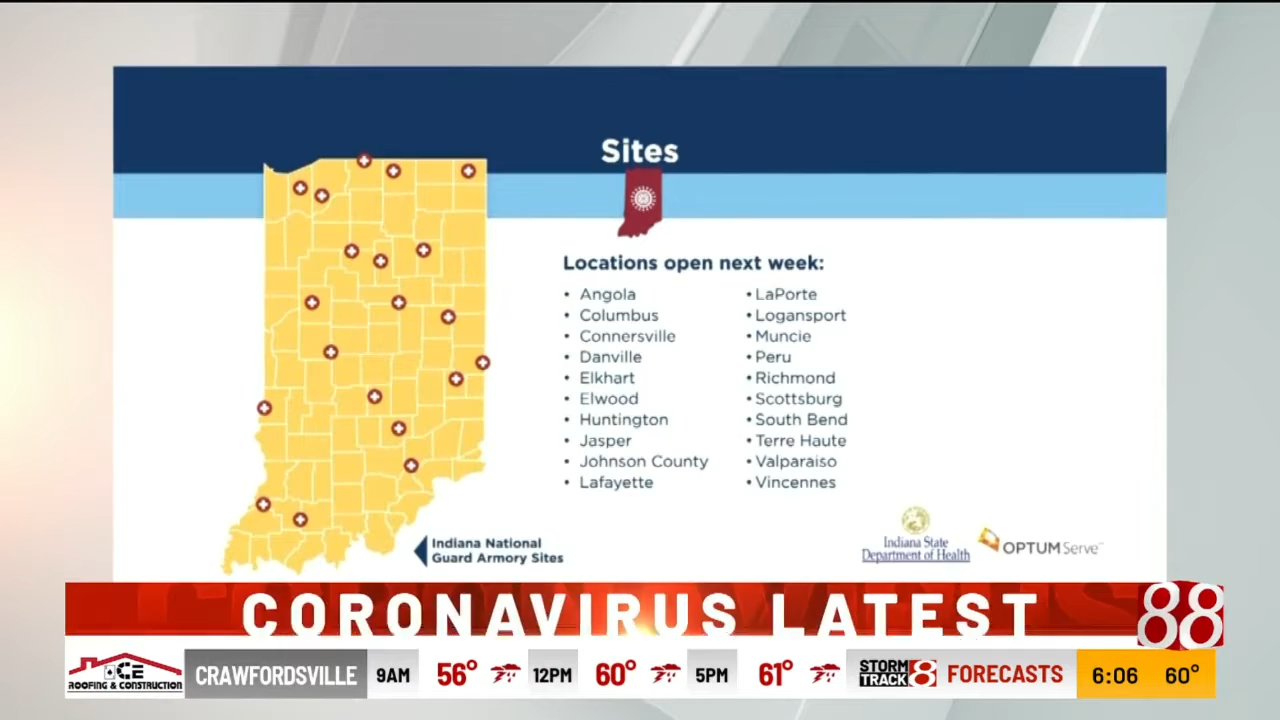 Sites
Locations open next week:
• Angola
• Columbus
• Connersville
• Danville
• Elkhart
• Elwood
• Huntington
• Jasper
• Johnson County
• Lafayette
• LaPorte
• Logansport
• Muncie
• Peru
• Richmond
• Scottsburg
• South Bend
• Terre Haute
• Valparaiso
• Vincennes
Indiana National
Guard Armory Sites
Indiana State
Department of Health
OPTUMServe™
CORONAVIRUS LATEST
88
ACE
ROOFING & CONSTRUCTION
CRAWFORDSVILLE
9AM
56°
12PM
60°
5PM
61°
STORM
TRACK 8
FORECASTS
6:06
60°